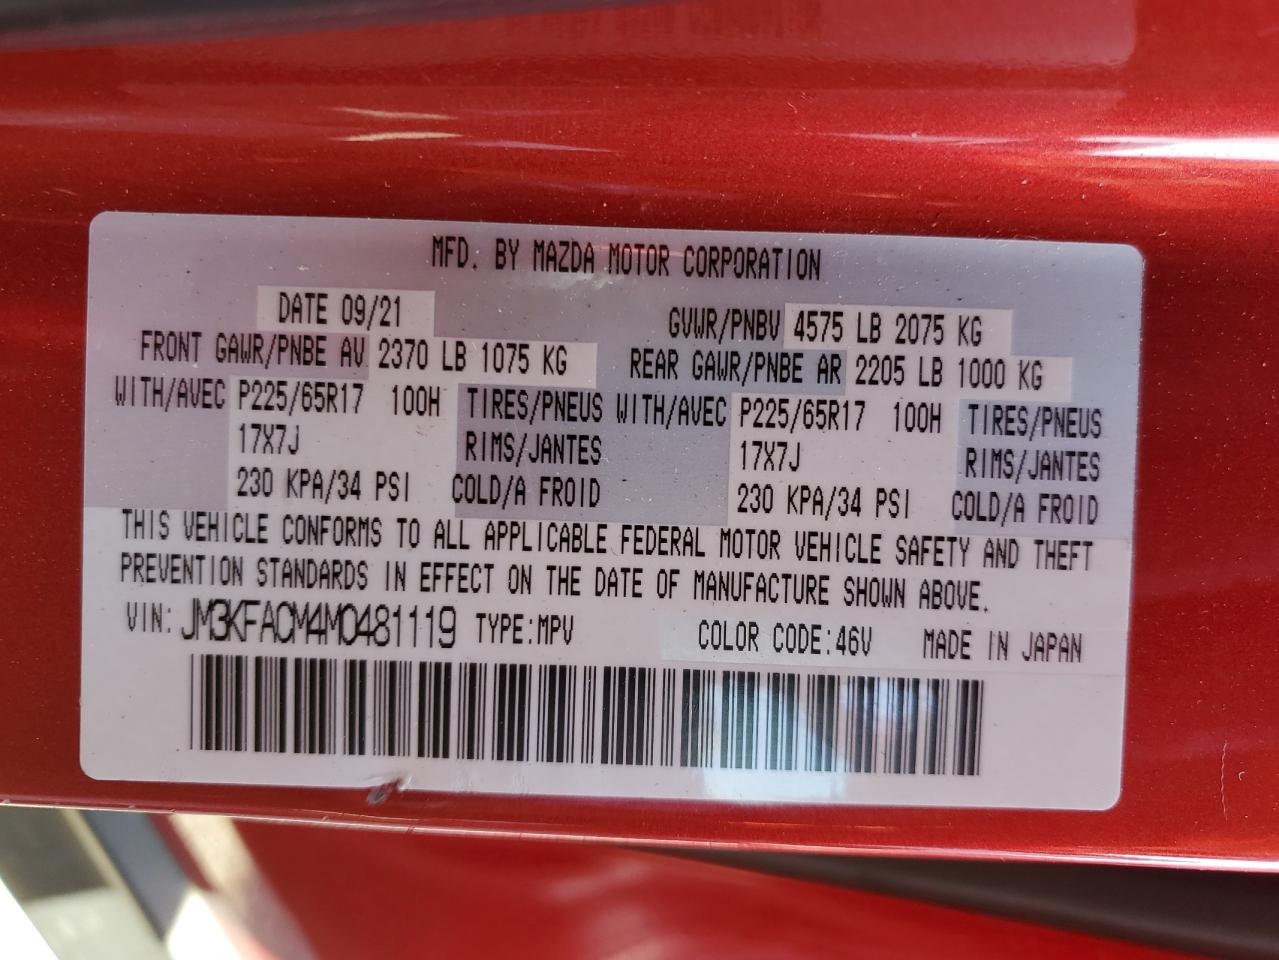 MFD. BY MAZDA MOTOR CORPORATION
DATE 09/21 GVWR/PNBV 4575 LB 2075 KG
FRONT GAWR/PNBE AV 2370 LB 1075 KG REAR GAWR/PNBE AR 2205 LB 1000 KG
WITH/AVEC P225/65R17 100H TIRES/PNEUS WITH/AVEC P225/65R17 100H TIRES/PNEUS
17X7J RIMS/JANTES 17X7J RIMS/JANTES
230 KPA/34 PSI COLD/A FROID 230 KPA/34 PSI COLD/A FROID
THIS VEHICLE CONFORMS TO ALL APPLICABLE FEDERAL MOTOR VEHICLE SAFETY AND THEFT
PREVENTION STANDARDS IN EFFECT ON THE DATE OF MANUFACTURE SHOWN ABOVE.
VIN: JM3KFACM4M0481119 TYPE:MPV COLOR CODE:46V MADE IN JAPAN